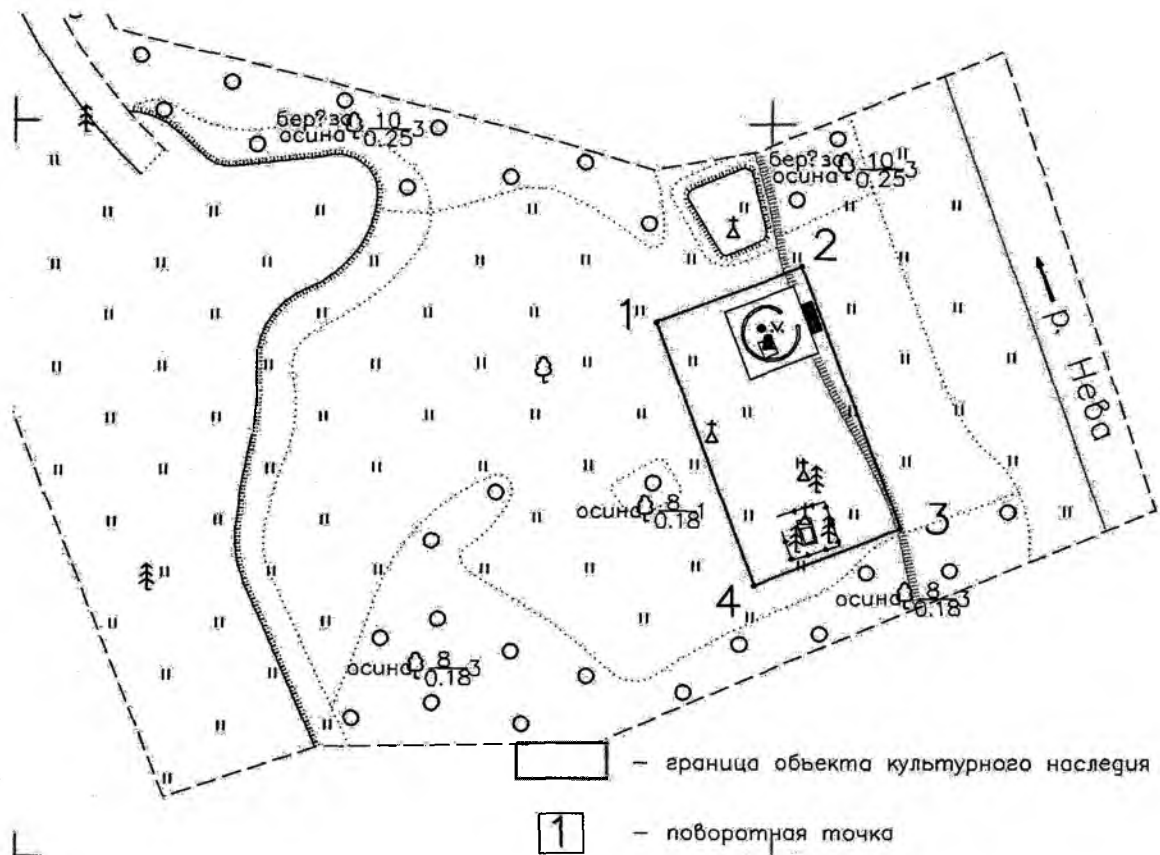 бер?за
осина 10/0.25 3
бер?за
осина 10/0.25 3
2
1
р. Нева
осина 8/0.18 1
3
4
осина 8/0.18 3
осина 8/0.18 3
– граница объекта культурного наследия
1 – поворотная точка